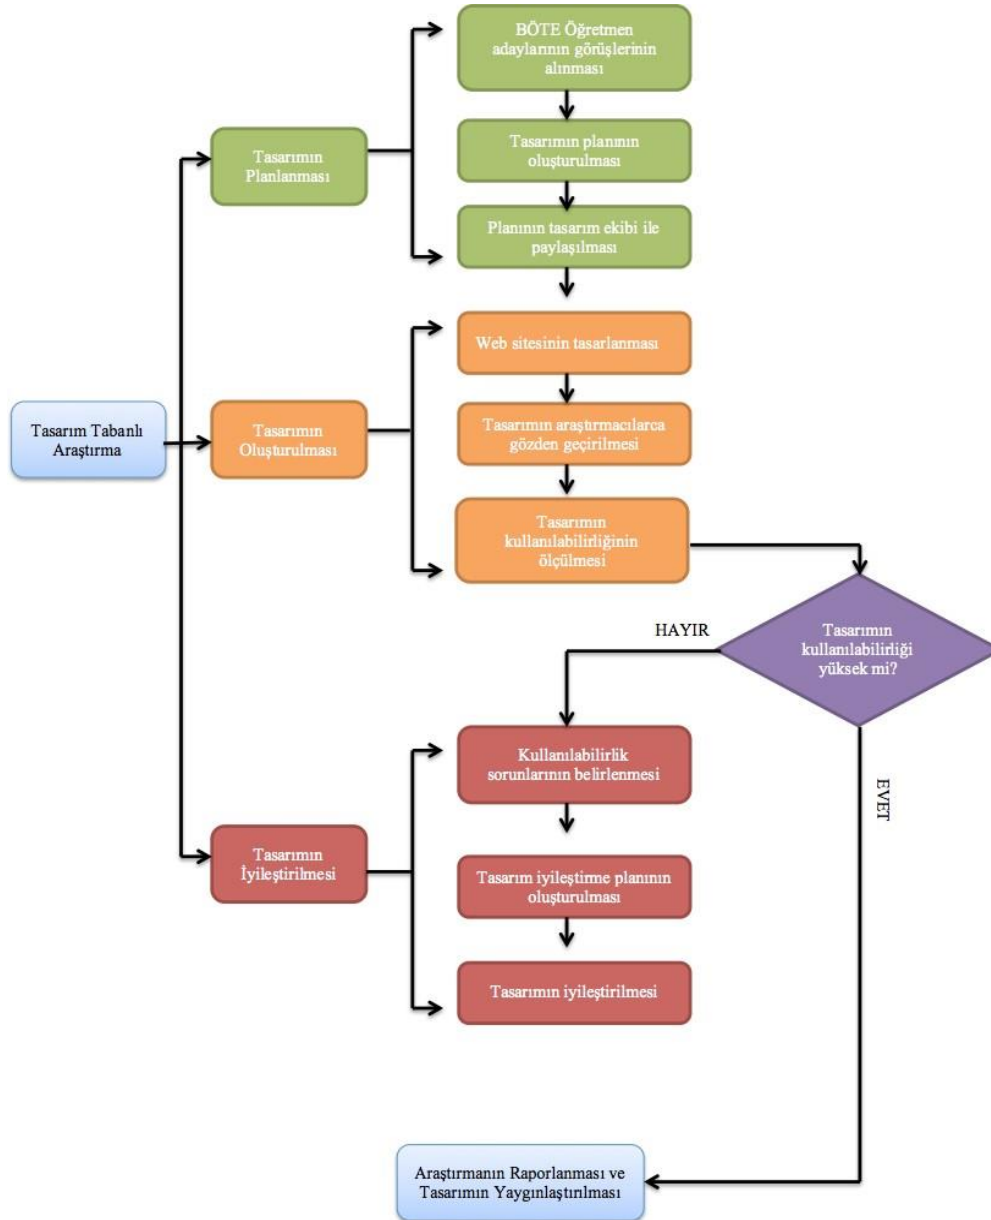 BÖTE Öğretmen
adaylarının görüşlerinin
alınması
Tasarımın
Planlanması
Tasarımın planının
oluşturulması
Planının tasarım ekibi ile
paylaşılması
Web sitesinin tasarlanması
Tasarım Tabanlı
Araştırma
Tasarımın
Oluşturulması
Tasarımın araştırmacılarca
gözden geçirilmesi
Tasarımın
kullanılabilirliğinin
ölçülmesi
Tasarımın
kullanılabilirliği
yüksek mi?
HAYIR
EVET
Kullanılabilirlik
sorunlarının belirlenmesi
Tasarımın
İyileştirilmesi
Tasarım iyileştirme planının
oluşturulması
Tasarımın iyileştirilmesi
Araştırmanın Raporlanması ve
Tasarımın Yaygınlaştırılması